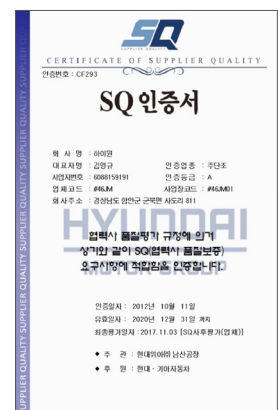 SQ
SUPPLIER QUALITY
CERTIFICATE OF SUPPLIER QUALITY
인증번호 : CF293
SQ 인증서
회 사 명 : 하이원
대표자명 : 김영규 인증업종 : 주단조
사업자번호 : 6088159191 인증등급 : A
업체코드 : #46.M 사업장코드 : #46.M01
회사주소 : 경상남도 함안군 군북면 사도리 811
HYUNDAI
MOTOR GROUP
협력사 품질평가 규정에 의거
상기와 같이 SQ(협력사 품질보증)
요구사항에 적합함을 인증합니다.
인증일자 : 2012년 10월 11일
유효일자 : 2020년 12월 31일 까지
최종평가일자 : 2017.11.03 [SQ사후평가(업체)]
◆ 주 관 : 현대위아㈜ 남산공장
◆ 후 원 : 현대·기아자동차
SUPPLIER QUALITY SUPPLIER QUALITY SUPPLIER QUALITY SUPPLIER QUALITY